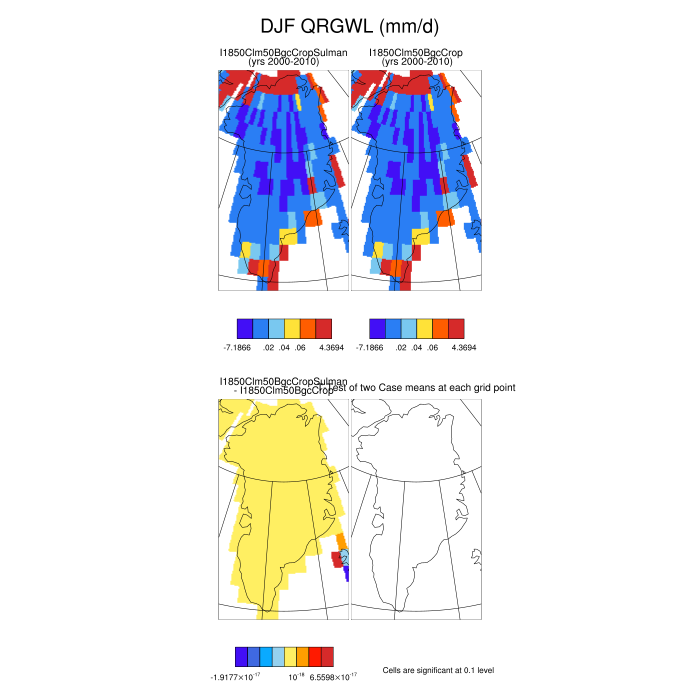 DJF QRGWL (mm/d)
I1850Clm50BgcCropSulman
(yrs 2000-2010)
I1850Clm50BgcCrop
(yrs 2000-2010)
-7.1866 .02 .04 .06 4.3694
-7.1866 .02 .04 .06 4.3694
I1850Clm50BgcCropSulman
- I1850Clm50BgcCrop
Test of two Case means at each grid point
-1.9177×10⁻¹⁷ 10⁻¹⁸ 6.5598×10⁻¹⁷
Cells are significant at 0.1 level